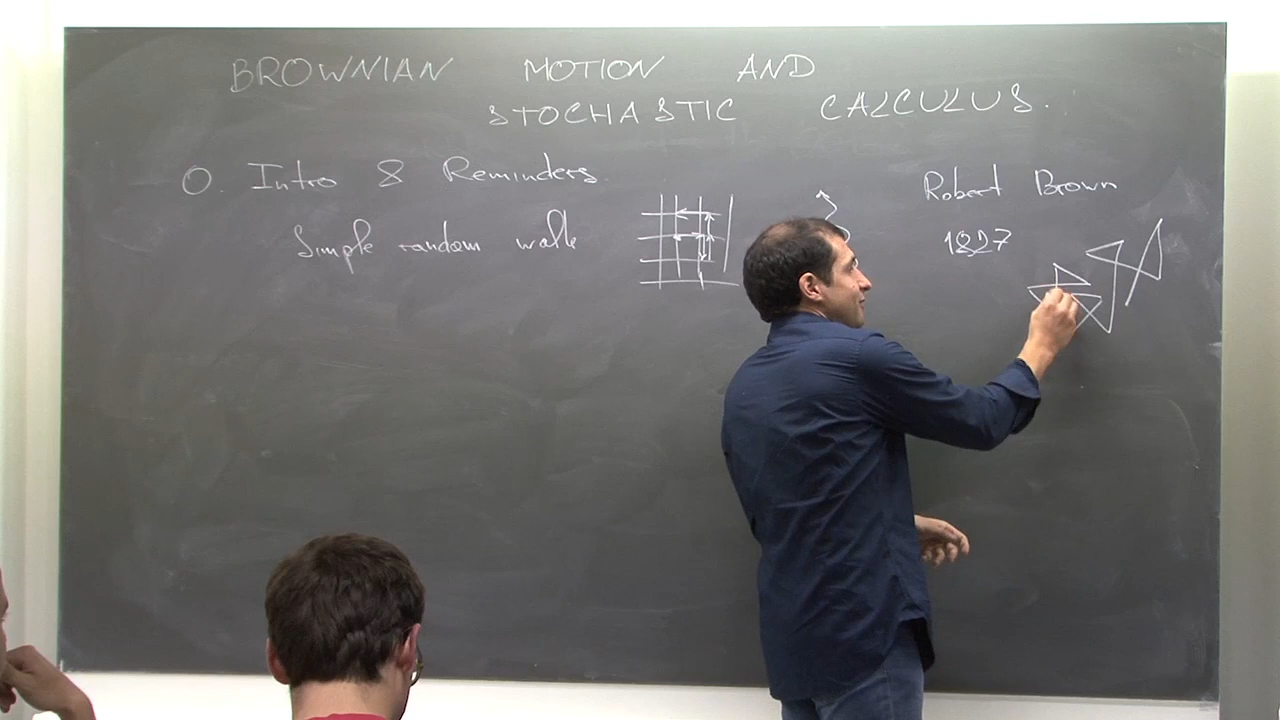 BROWNIAN MOTION AND
STOCHASTIC CALCULUS.
0. Intro & Reminders.
Simple random walk
Robert Brown
1827